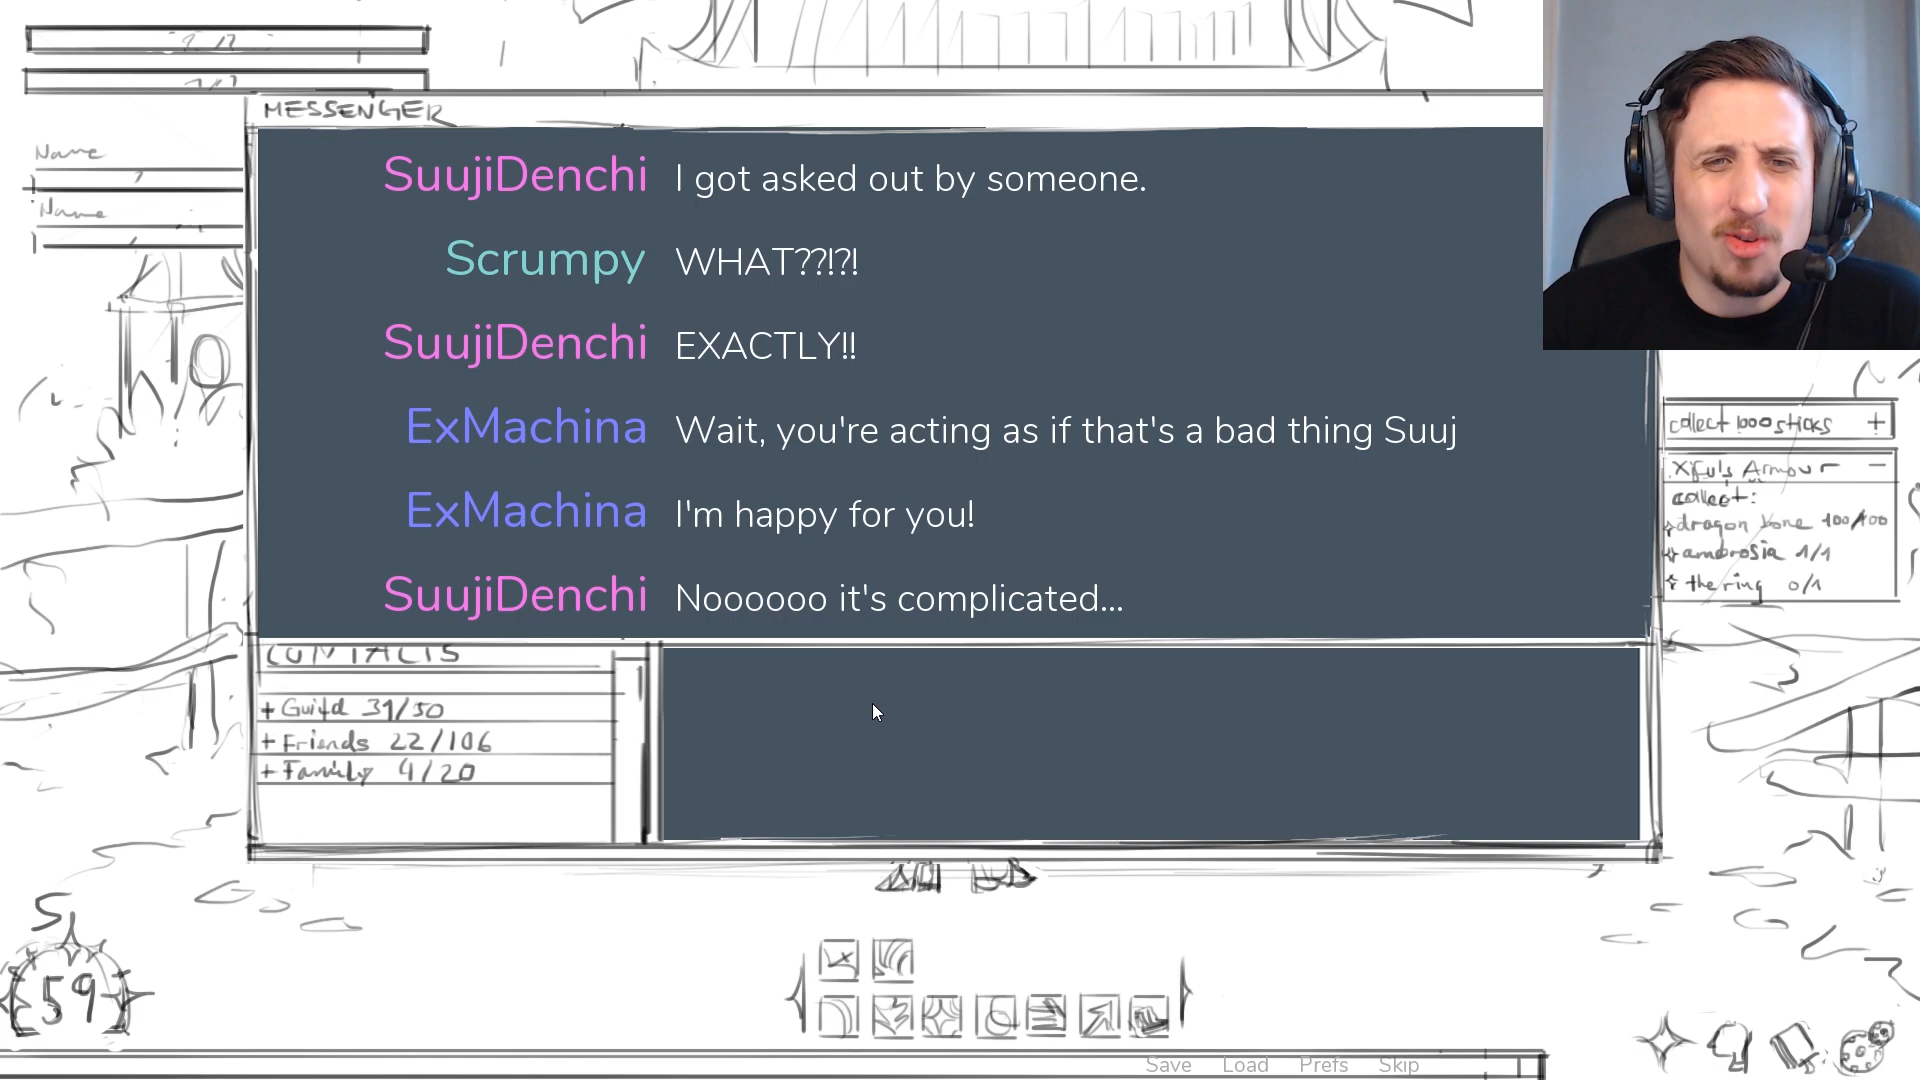 MESSENGER
Name
Name
SuujiDenchi I got asked out by someone.
Scrumpy WHAT??!?!
SuujiDenchi EXACTLY!!
ExMachina Wait, you're acting as if that's a bad thing Suuj
ExMachina I'm happy for you!
SuujiDenchi Noooooo it's complicated...
collect 1000 sticks +
Armour -
collect:
dragon bone 100/100
ambrosia 1/1
the ring 0/1
CONTACTS
+ Guild 39/50
+ Friends 22/106
+ Family 4/20
59
Save Load Prefs Skip